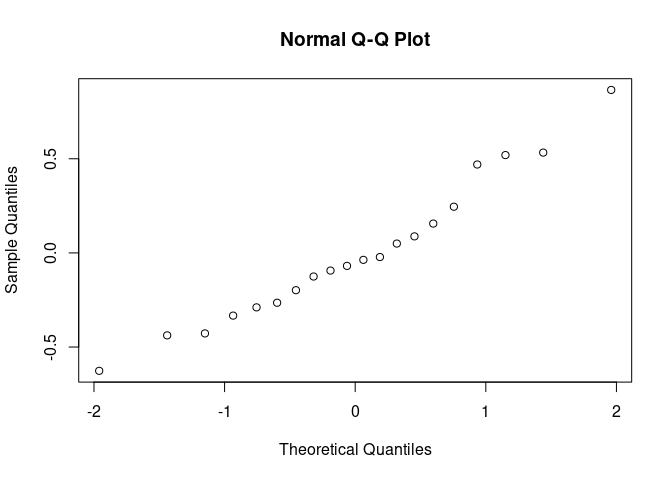 Normal Q-Q Plot
Sample Quantiles
0.5
0.0
-0.5
-2 -1 0 1 2
Theoretical Quantiles